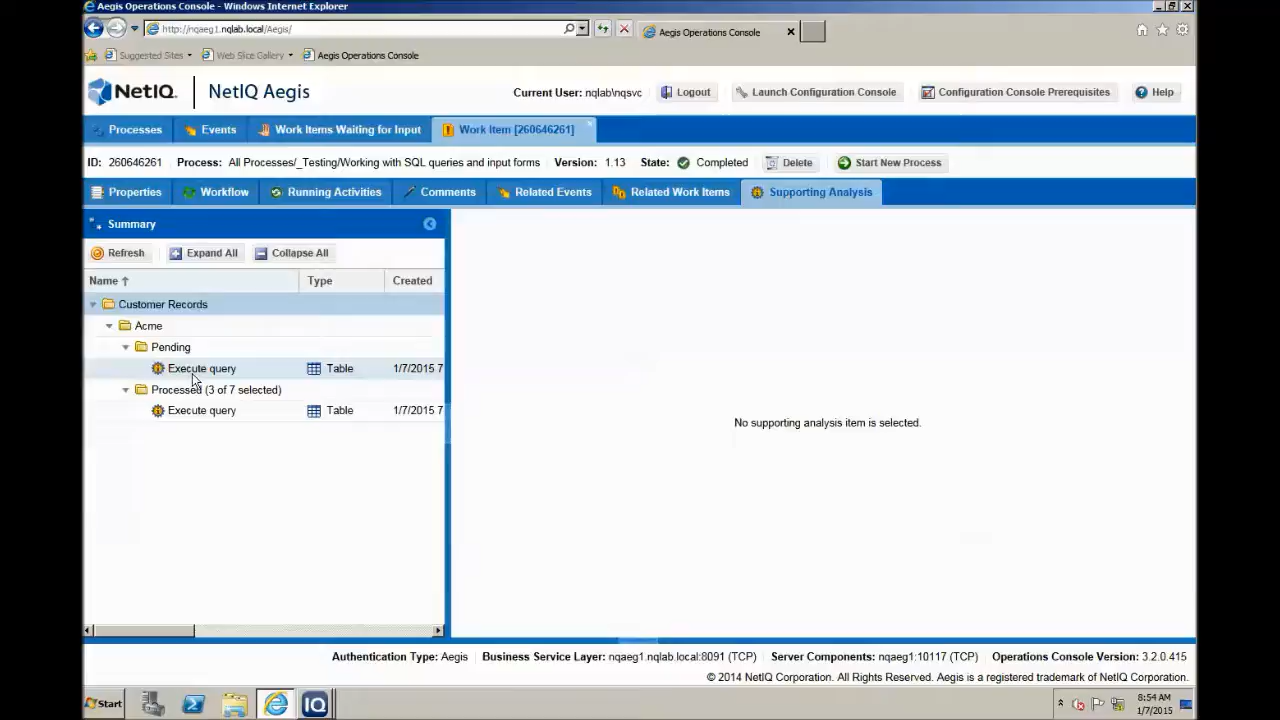 Aegis Operations Console - Windows Internet Explorer
http://nqaeg1.nqlab.local/Aegis/
Aegis Operations Console
Suggested Sites
Web Slice Gallery
Aegis Operations Console
NetIQ. NetIQ Aegis
Current User: nqlab\nqsvc
Logout
Launch Configuration Console
Configuration Console Prerequisites
Help
Processes
Events
Work Items Waiting for Input
Work Item [260646261]
ID: 260646261 Process: All Processes/_Testing/Working with SQL queries and input forms Version: 1.13 State: Completed Delete Start New Process
Properties
Workflow
Running Activities
Comments
Related Events
Related Work Items
Supporting Analysis
Summary
Refresh
Expand All
Collapse All
Name Type Created
Customer Records
Acme
Pending
Execute query Table 1/7/2015 7
Processed (3 of 7 selected)
Execute query Table 1/7/2015 7
No supporting analysis item is selected.
Authentication Type: Aegis Business Service Layer: nqaeg1.nqlab.local:8091 (TCP) Server Components: nqaeg1:10117 (TCP) Operations Console Version: 3.2.0.415
© 2014 NetIQ Corporation. All Rights Reserved. Aegis is a registered trademark of NetIQ Corporation.
Start
IQ
8:54 AM
1/7/2015